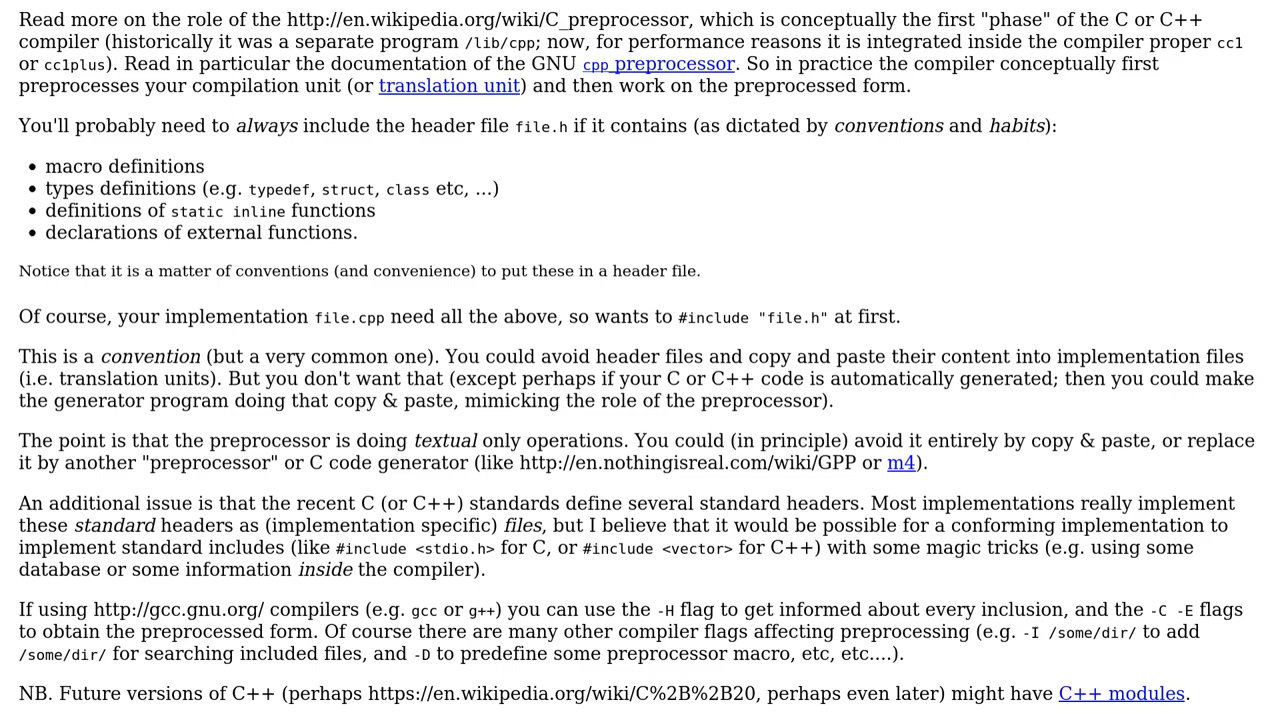 Read more on the role of the http://en.wikipedia.org/wiki/C_preprocessor, which is conceptually the first "phase" of the C or C++
compiler (historically it was a separate program /lib/cpp; now, for performance reasons it is integrated inside the compiler proper cc1
or cc1plus). Read in particular the documentation of the GNU cpp preprocessor. So in practice the compiler conceptually first
preprocesses your compilation unit (or translation unit) and then work on the preprocessed form.
You'll probably need to always include the header file file.h if it contains (as dictated by conventions and habits):
• macro definitions
• types definitions (e.g. typedef, struct, class etc, ...)
• definitions of static inline functions
• declarations of external functions.
Notice that it is a matter of conventions (and convenience) to put these in a header file.
Of course, your implementation file.cpp need all the above, so wants to #include "file.h" at first.
This is a convention (but a very common one). You could avoid header files and copy and paste their content into implementation files
(i.e. translation units). But you don't want that (except perhaps if your C or C++ code is automatically generated; then you could make
the generator program doing that copy & paste, mimicking the role of the preprocessor).
The point is that the preprocessor is doing textual only operations. You could (in principle) avoid it entirely by copy & paste, or replace
it by another "preprocessor" or C code generator (like http://en.nothingisreal.com/wiki/GPP or m4).
An additional issue is that the recent C (or C++) standards define several standard headers. Most implementations really implement
these standard headers as (implementation specific) files, but I believe that it would be possible for a conforming implementation to
implement standard includes (like #include <stdio.h> for C, or #include <vector> for C++) with some magic tricks (e.g. using some
database or some information inside the compiler).
If using http://gcc.gnu.org/ compilers (e.g. gcc or g++) you can use the -H flag to get informed about every inclusion, and the -C -E flags
to obtain the preprocessed form. Of course there are many other compiler flags affecting preprocessing (e.g. -I /some/dir/ to add
/some/dir/ for searching included files, and -D to predefine some preprocessor macro, etc, etc....).
NB. Future versions of C++ (perhaps https://en.wikipedia.org/wiki/C%2B%2B20, perhaps even later) might have C++ modules.